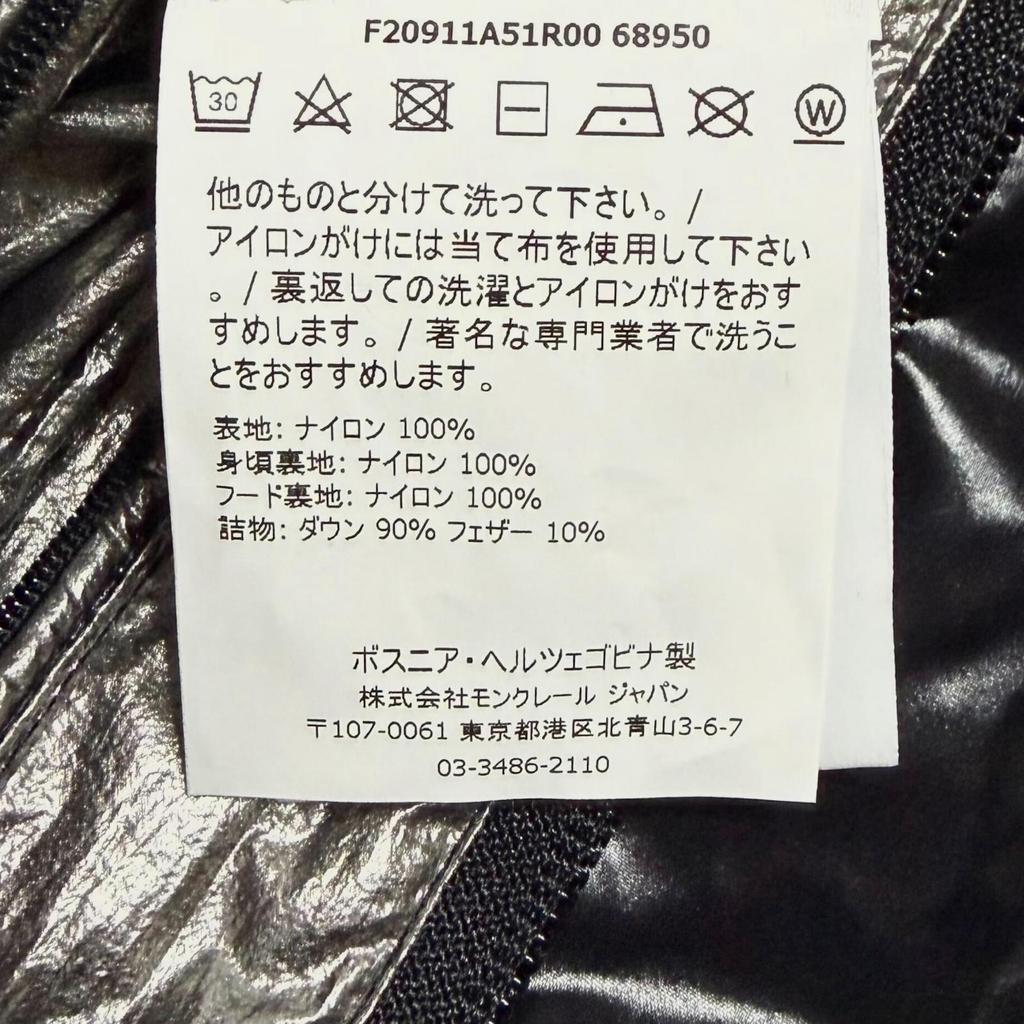 F20911A51R00 68950
30
W
他のものと分けて洗って下さい。/
アイロンがけには当て布を使用して下さい
。/ 裏返しての洗濯とアイロンがけをおす
すめします。/ 著名な専門業者で洗うこ
とをおすすめします。
表地: ナイロン 100%
身頃裏地: ナイロン 100%
フード裏地: ナイロン 100%
詰物: ダウン 90% フェザー 10%
ボスニア・ヘルツェゴビナ製
株式会社モンクレール ジャパン
〒107-0061 東京都港区北青山3-6-7
03-3486-2110